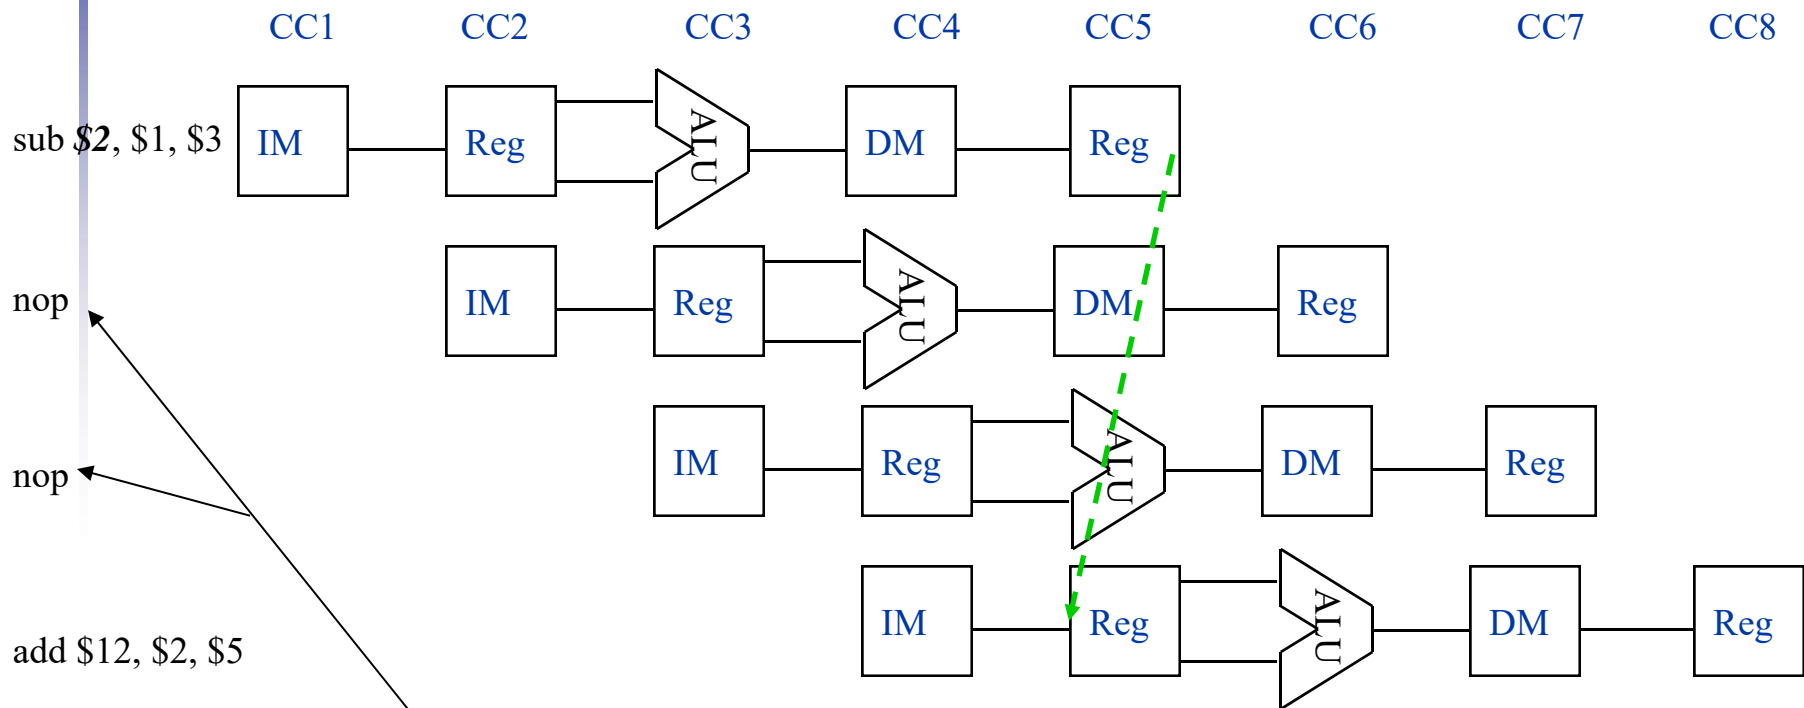 CC1 CC2 CC3 CC4 CC5 CC6 CC7 CC8
sub $2, $1, $3 IM Reg ALU DM Reg
nop IM Reg ALU DM Reg
nop IM Reg ALU DM Reg
add $12, $2, $5 IM Reg ALU DM Reg